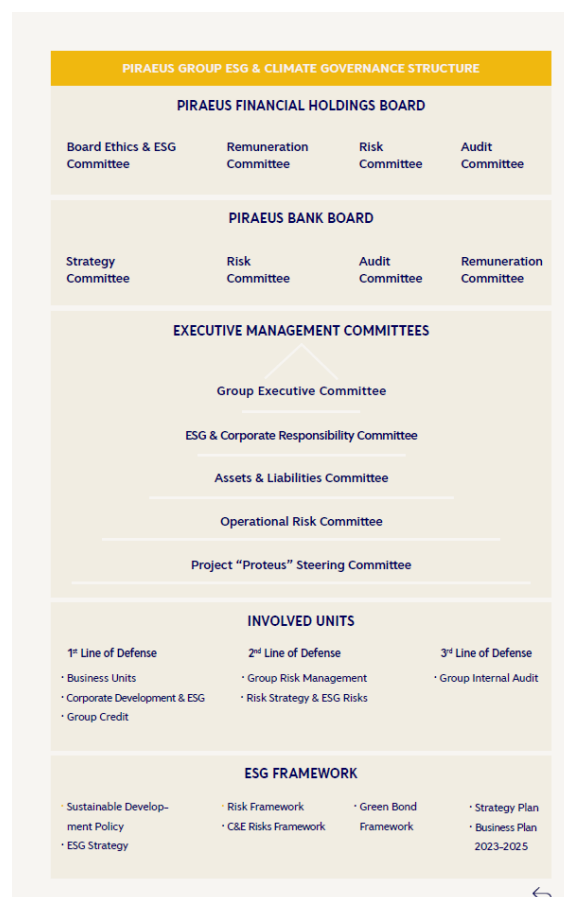 PIRAEUS GROUP ESG & CLIMATE GOVERNANCE STRUCTURE
PIRAEUS FINANCIAL HOLDINGS BOARD
Board Ethics & ESG
Committee
Remuneration
Committee
Risk
Committee
Audit
Committee
PIRAEUS BANK BOARD
Strategy
Committee
Risk
Committee
Audit
Committee
Remuneration
Committee
EXECUTIVE MANAGEMENT COMMITTEES
Group Executive Committee
ESG & Corporate Responsibility Committee
Assets & Liabilities Committee
Operational Risk Committee
Project “Proteus” Steering Committee
INVOLVED UNITS
1st Line of Defense
· Business Units
· Corporate Development & ESG
· Group Credit
2nd Line of Defense
· Group Risk Management
· Risk Strategy & ESG Risks
3rd Line of Defense
· Group Internal Audit
ESG FRAMEWORK
· Sustainable Develop-
ment Policy
· ESG Strategy
· Risk Framework
· C&E Risks Framework
· Green Bond
Framework
· Strategy Plan
· Business Plan
2023-2025